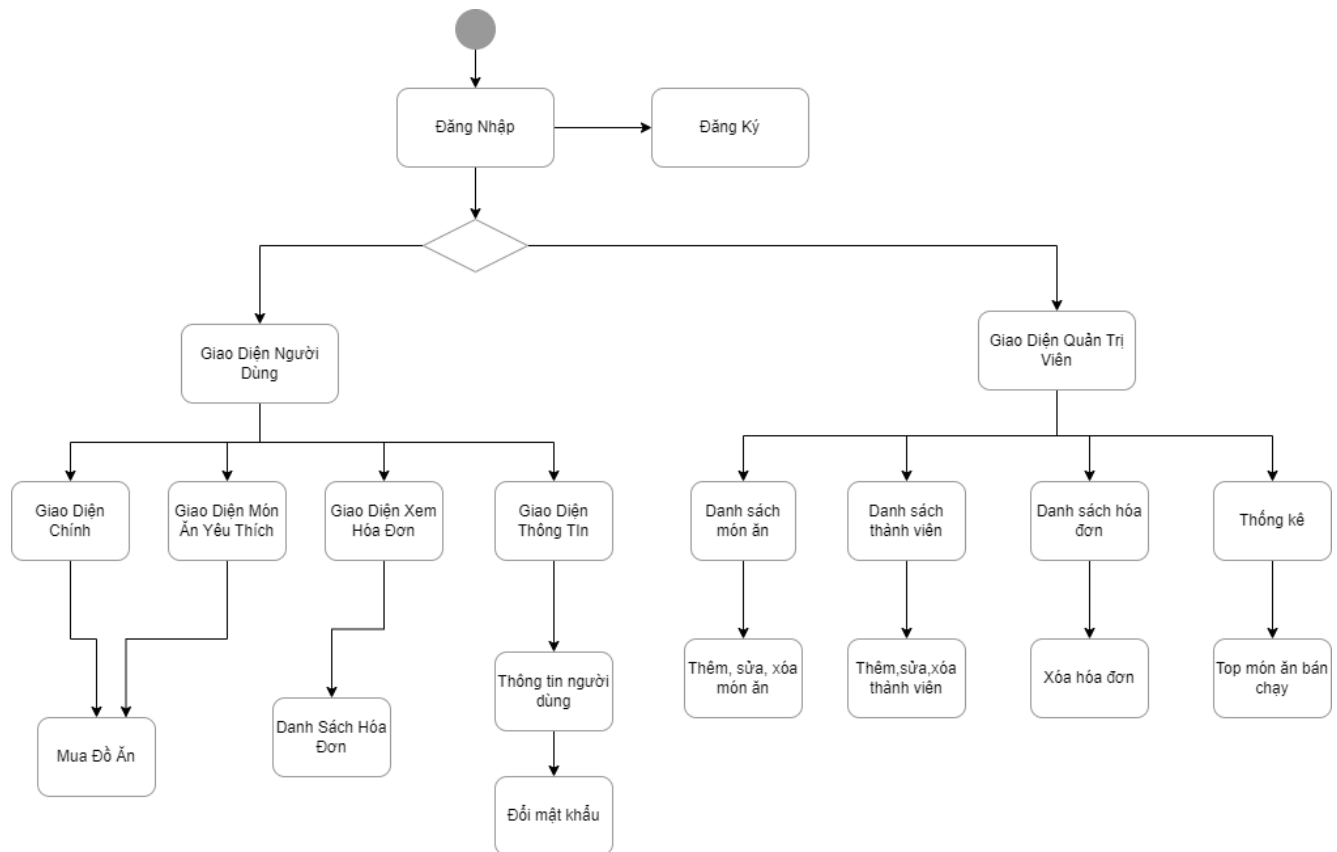 Đăng Nhập
Đăng Ký
Giao Diện Người
Dùng
Giao Diện Quản Trị
Viên
Giao Diện
Chính
Giao Diện Món
Ăn Yêu Thích
Giao Diện Xem
Hóa Đơn
Giao Diện
Thông TIn
Danh sách
món ăn
Danh sách
thành viên
Danh sách hóa
đơn
Thống kê
Mua Đồ Ăn
Danh Sách Hóa
Đơn
Thông tin người
dùng
Đổi mật khẩu
Thêm, sửa, xóa
món ăn
Thêm,sửa,xóa
thành viên
Xóa hóa đơn
Top món ăn bán
chạy